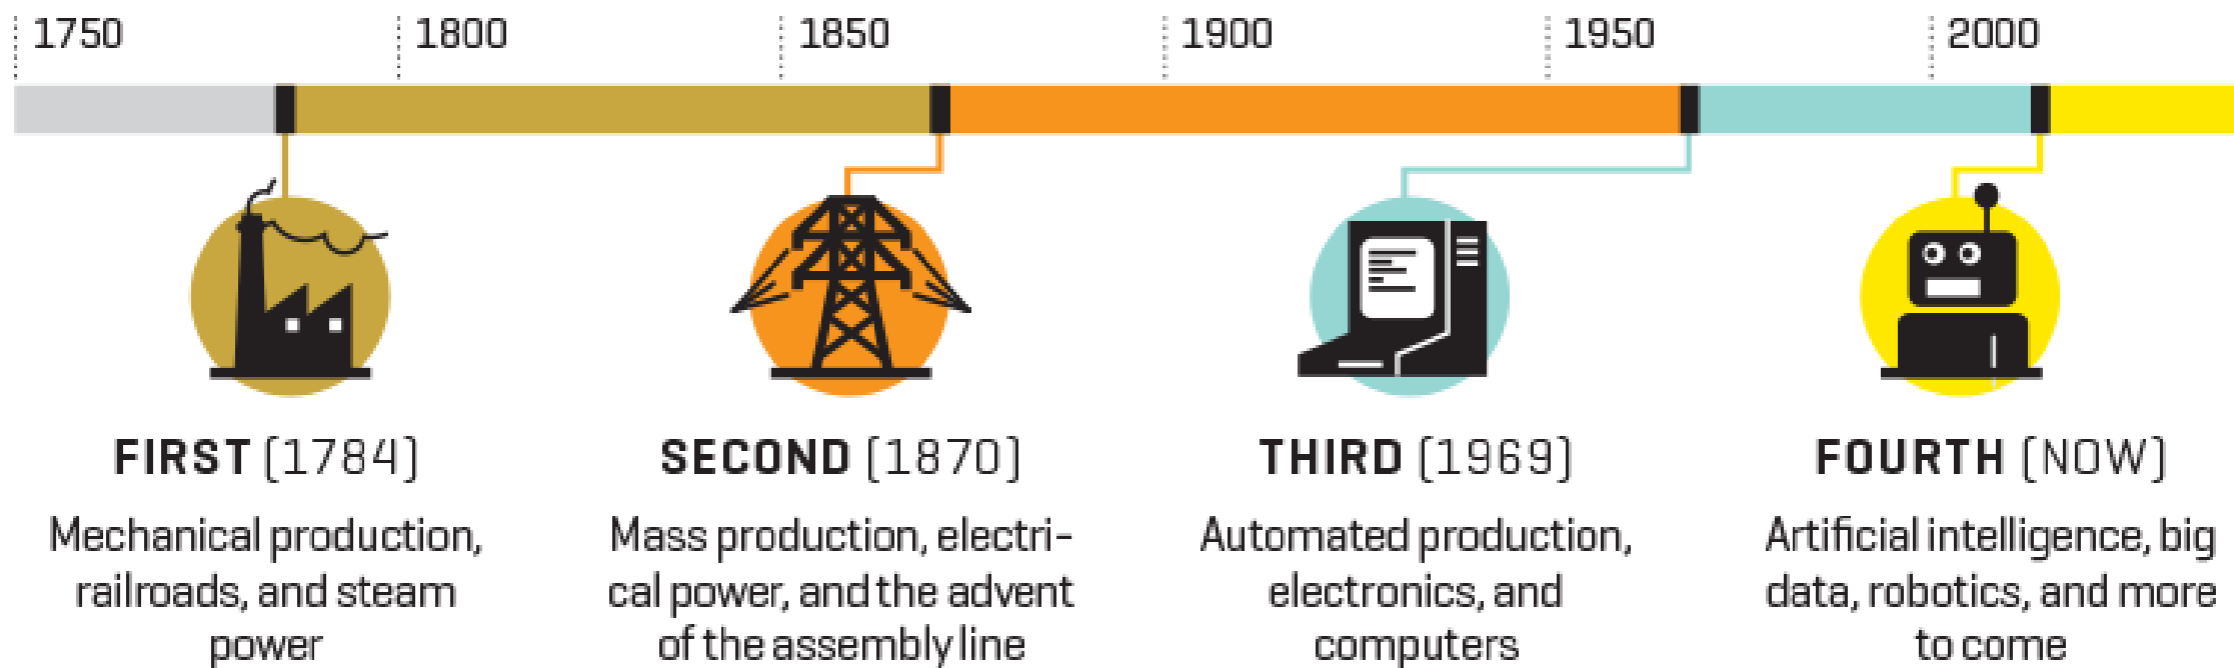 1750 1800 1850 1900 1950 2000
FIRST (1784)
Mechanical production,
railroads, and steam
power
SECOND (1870)
Mass production, electri-
cal power, and the advent
of the assembly line
THIRD (1969)
Automated production,
electronics, and
computers
FOURTH (NOW)
Artificial intelligence, big
data, robotics, and more
to come